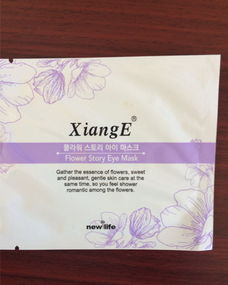 XiangE®
플라워 스토리 아이 마스크
Flower Story Eye Mask
Gather the essence of flowers, sweet
and pleasant, gentle skin care at the
same time, so you feel shower
romantic among the flowers.
new life